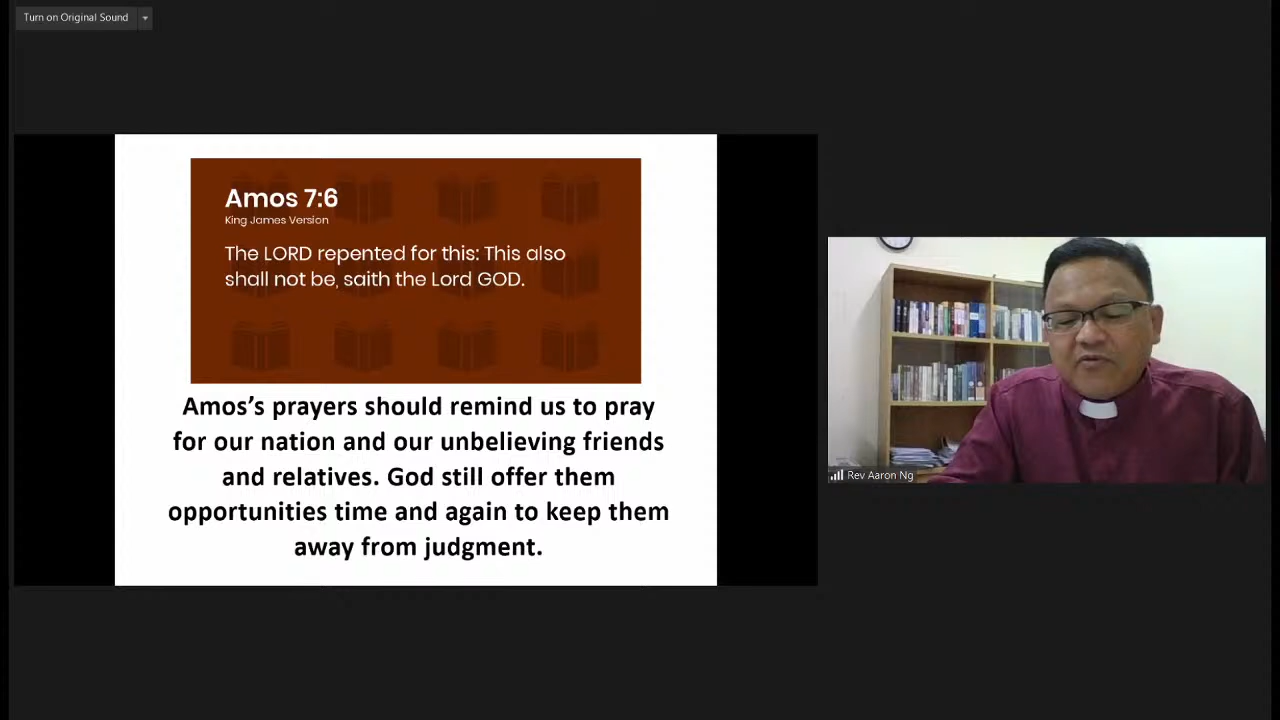 Turn on Original Sound
Amos 7:6
King James Version
The LORD repented for this: This also
shall not be, saith the Lord GOD.
Amos’s prayers should remind us to pray
for our nation and our unbelieving friends
and relatives. God still offer them
opportunities time and again to keep them
away from judgment.
Rev Aaron Ng